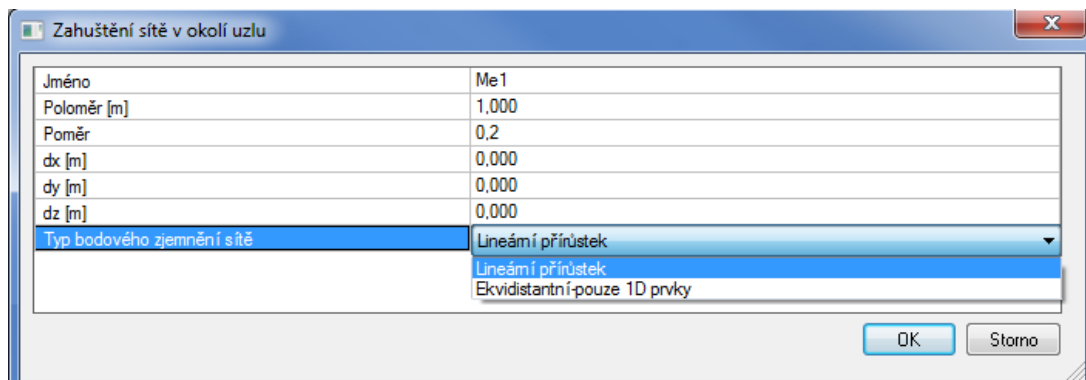 Zahuštění sítě v okolí uzlu
Jméno Me1
Poloměr [m] 1,000
Poměr 0,2
dx [m] 0,000
dy [m] 0,000
dz [m] 0,000
Typ bodového zjemnění sítě Lineární přírůstek
Lineární přírůstek
Ekvidistantní-pouze 1D prvky
OK Storno